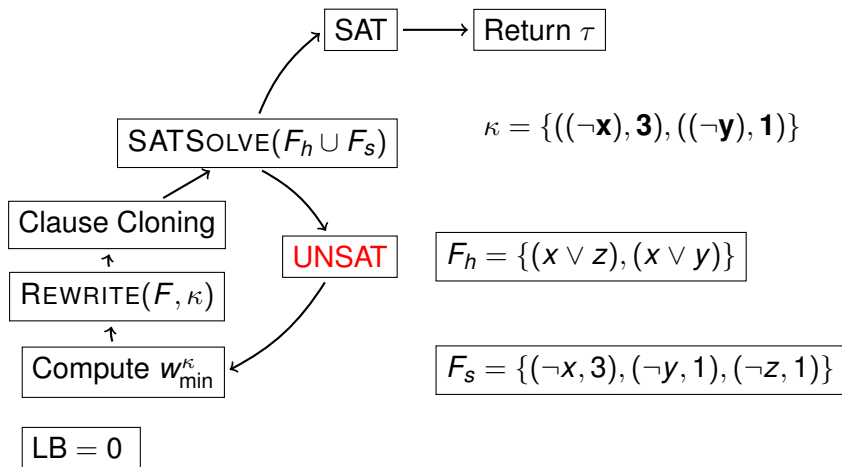 SAT
Return τ
κ = {((¬x), 3), ((¬y), 1)}
SATSOLVE(F_h ∪ F_s)
Clause Cloning
UNSAT
F_h = {(x ∨ z), (x ∨ y)}
REWRITE(F, κ)
Compute w^κ_min
F_s = {(¬x, 3), (¬y, 1), (¬z, 1)}
LB = 0